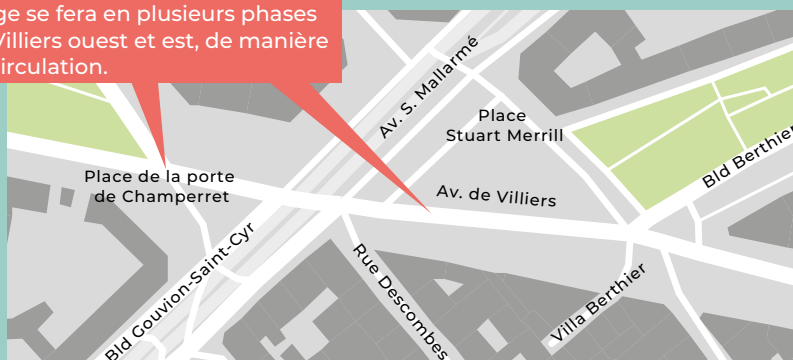 ge se fera en plusieurs phases
Villiers ouest et est, de manière
irculation.
Av. S. Mallarmé
Place
Stuart Merrill
Bld Berthier
Place de la porte
de Champerret
Av. de Villiers
Bld Gouvion-Saint-Cyr
Rue Descombes
Villa Berthier